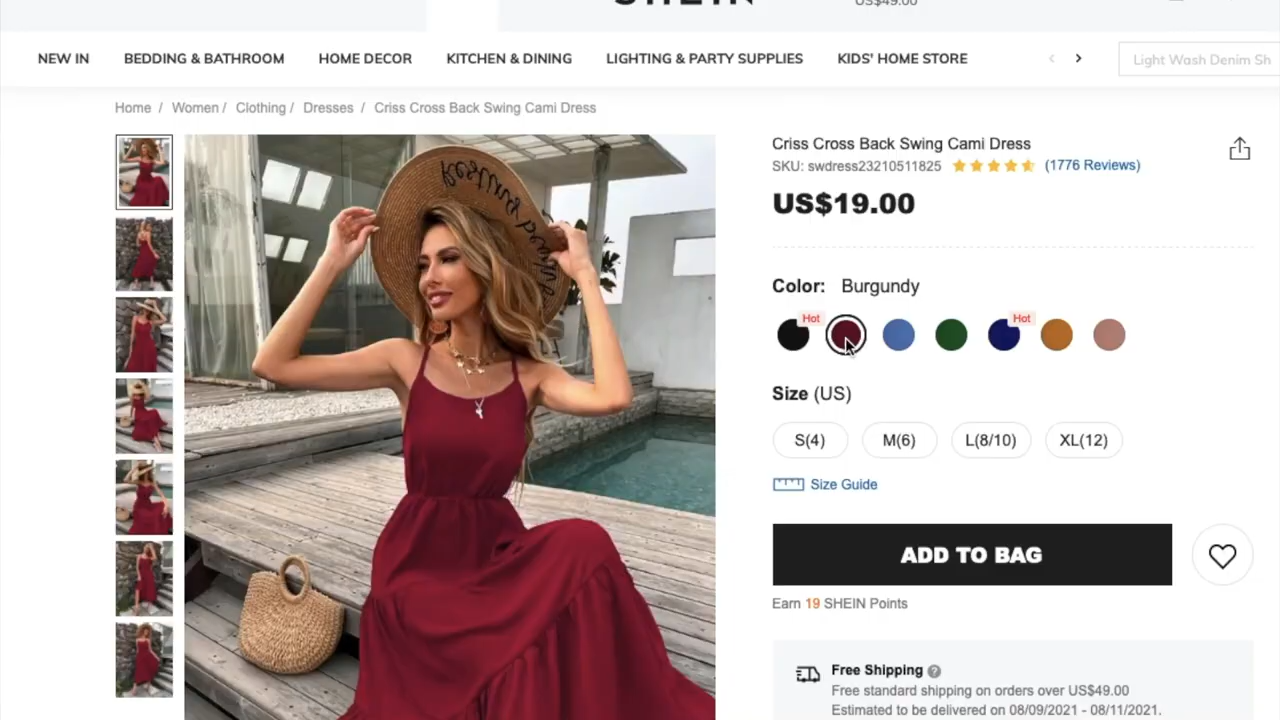 SHEIN
US$49.00
NEW IN BEDDING & BATHROOM HOME DECOR KITCHEN & DINING LIGHTING & PARTY SUPPLIES KIDS' HOME STORE
Light Wash Denim Sh
Home / Women / Clothing / Dresses / Criss Cross Back Swing Cami Dress
Criss Cross Back Swing Cami Dress
SKU: swdress23210511825 (1776 Reviews)
US$19.00
Color: Burgundy
Hot Hot
Size (US)
S(4) M(6) L(8/10) XL(12)
Size Guide
ADD TO BAG
Earn 19 SHEIN Points
Free Shipping ?
Free standard shipping on orders over US$49.00
Estimated to be delivered on 08/09/2021 - 08/11/2021.